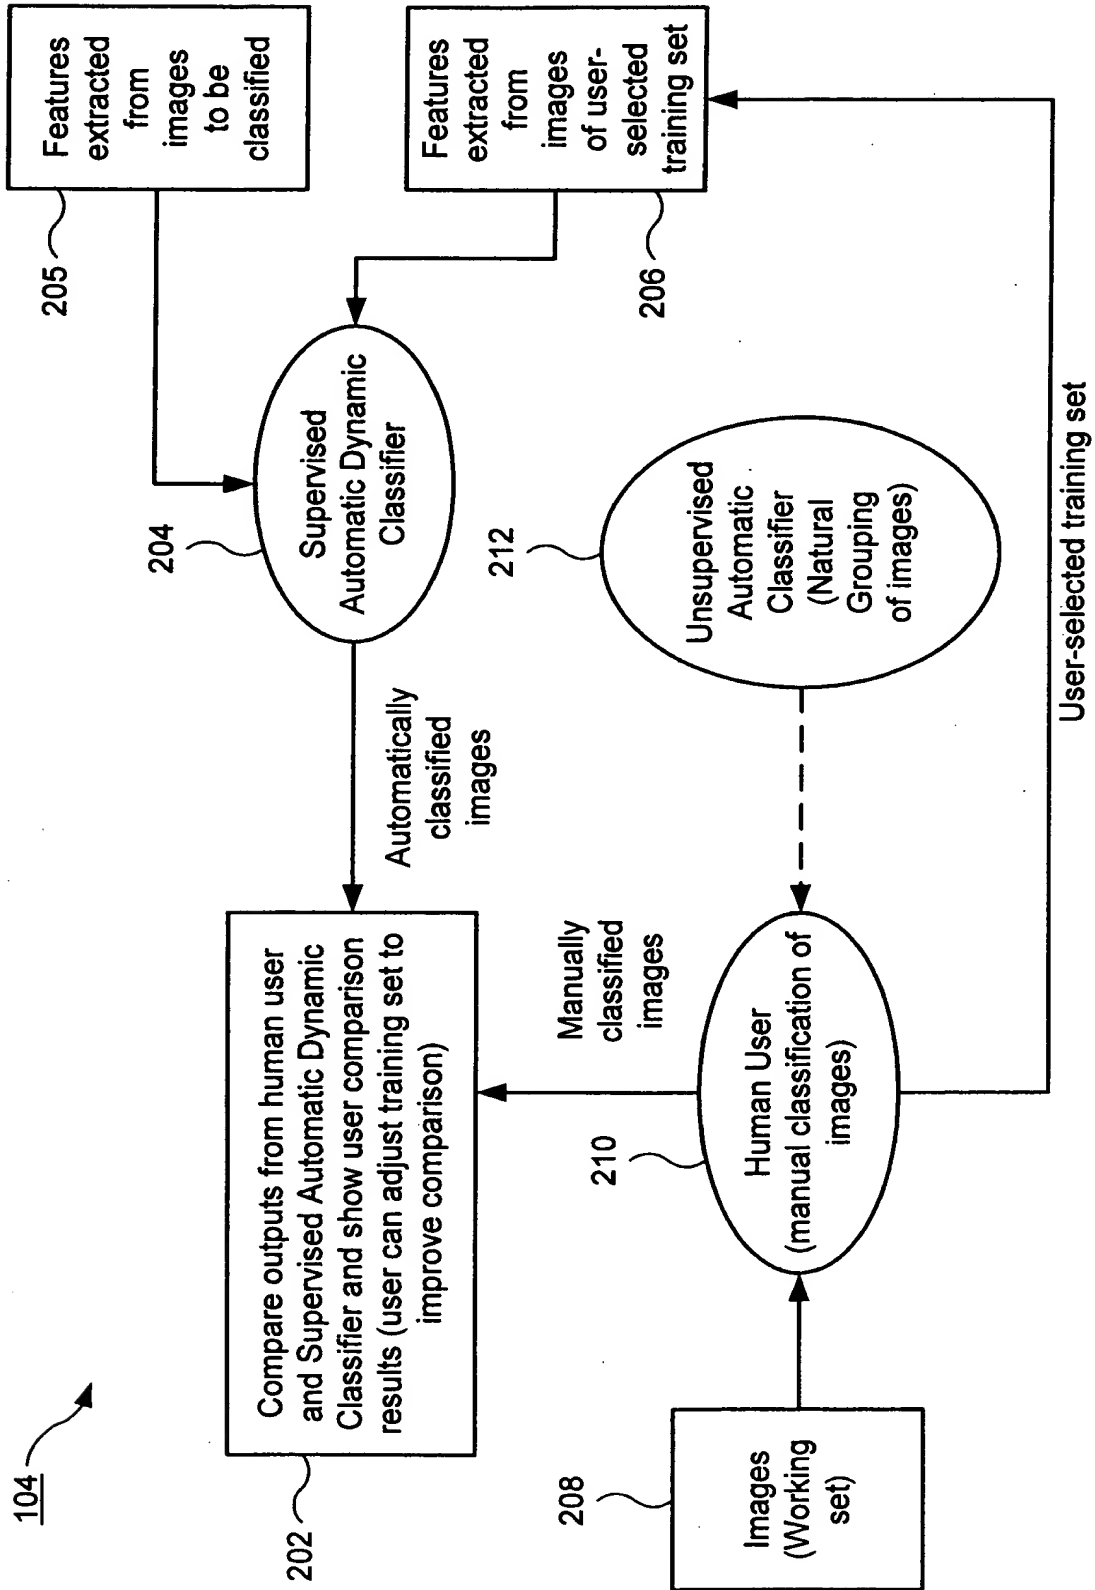 104
Compare outputs from human user
and Supervised Automatic Dynamic
Classifier and show user comparison
results (user can adjust training set to
improve comparison)
202
Automatically
classified
images
Supervised
Automatic Dynamic
Classifier
204
Features
extracted
from
images
to be
classified
205
Features
extracted
from
images
of user-
selected
training set
206
Images
(Working
set)
208
Human User
(manual classification of
images)
210
Manually
classified
images
Unsupervised
Automatic
Classifier
(Natural
Grouping
of images)
212
User-selected training set